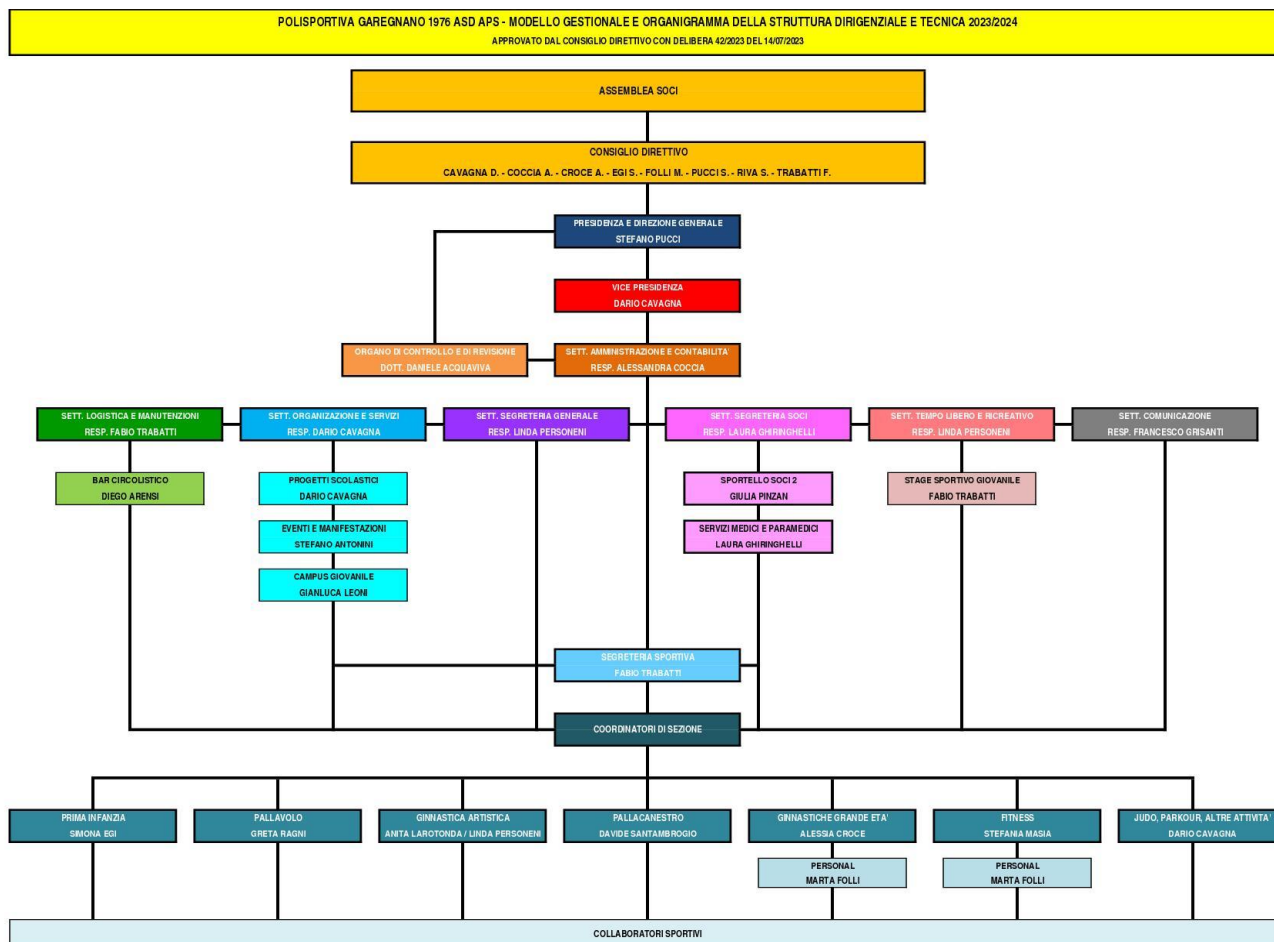 POLISPORTIVA GAREGNANO 1976 ASD APS - MODELLO GESTIONALE E ORGANIGRAMMA DELLA STRUTTURA DIRIGENZIALE E TECNICA 2023/2024
APPROVATO DAL CONSIGLIO DIRETTIVO CON DELIBERA 42/2023 DEL 14/07/2023
ASSEMBLEA SOCI
CONSIGLIO DIRETTIVO
CAVAGNA D. - COCCIA A. - CROCE A. - EGI S. - FOLLI M. - PUCCI S. - RIVA S. - TRABATTI F.
PRESIDENZA E DIREZIONE GENERALE
STEFANO PUCCI
VICE PRESIDENZA
DARIO CAVAGNA
ORGANO DI CONTROLLO E DI REVISIONE
DOTT. DANIELE ACQUAVIVA
SETT. AMMINISTRAZIONE E CONTABILITA'
RESP. ALESSANDRA COCCIA
SETT. LOGISTICA E MANUTENZIONI
RESP. FABIO TRABATTI
SETT. ORGANIZAZIONE E SERVIZI
RESP. DARIO CAVAGNA
SETT. SEGRETERIA GENERALE
RESP. LINDA PERSONENI
SETT. SEGRETERIA SOCI
RESP. LAURA GHIRINGHELLI
SETT. TEMPO LIBERO E RICREATIVO
RESP. LINDA PERSONENI
SETT. COMUNICAZIONE
RESP. FRANCESCO GRISANTI
BAR CIRCOLISTICO
DIEGO ARENSI
PROGETTI SCOLASTICI
DARIO CAVAGNA
SPORTELLO SOCI 2
GIULIA PINZAN
STAGE SPORTIVO GIOVANILE
FABIO TRABATTI
EVENTI E MANIFESTAZIONI
STEFANO ANTONINI
SERVIZI MEDICI E PARAMEDICI
LAURA GHIRINGHELLI
CAMPUS GIOVANILE
GIANLUCA LEONI
SEGRETERIA SPORTIVA
FABIO TRABATTI
COORDINATORI DI SEZIONE
PRIMA INFANZIA
SIMONA EGI
PALLAVOLO
GRETA RAGNI
GINNASTICA ARTISTICA
ANITA LAROTONDA / LINDA PERSONENI
PALLACANESTRO
DAVIDE SANTAMBROGIO
GINNASTICHE GRANDE ETA'
ALESSIA CROCE
FITNESS
STEFANIA MASIA
JUDO, PARKOUR, ALTRE ATTIVITA'
DARIO CAVAGNA
PERSONAL
MARTA FOLLI
PERSONAL
MARTA FOLLI
COLLABORATORI SPORTIVI